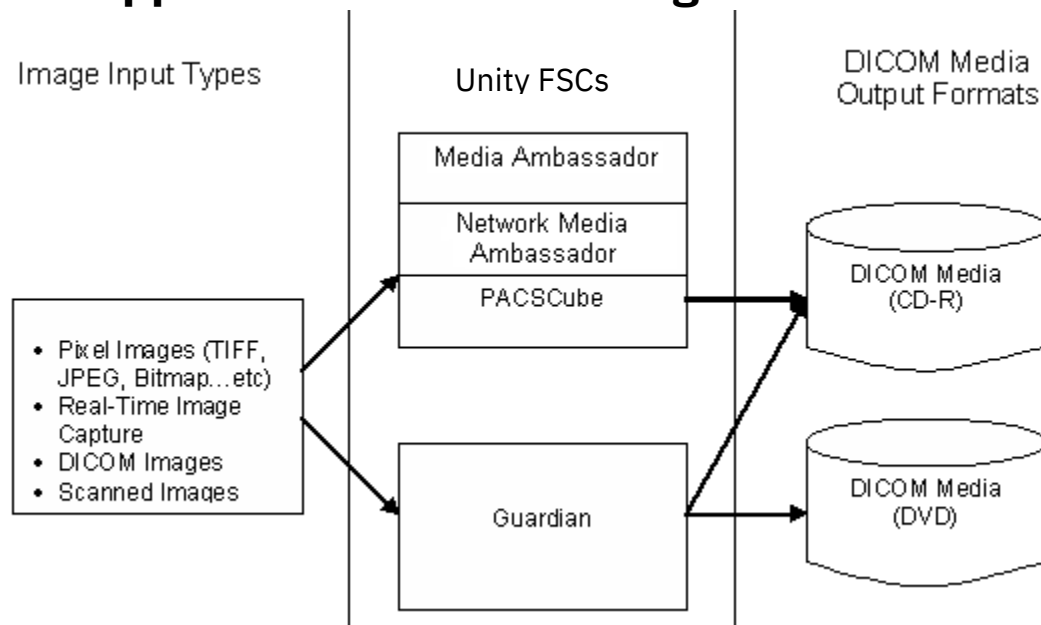 Image Input Types
Unity FSCs
DICOM Media
Output Formats
Media Ambassador
Network Media
Ambassador
PACSCube
• Pixel Images (TIFF,
JPEG, Bitmap...etc)
• Real-Time Image
Capture
• DICOM Images
• Scanned Images
Guardian
DICOM Media
(CD-R)
DICOM Media
(DVD)